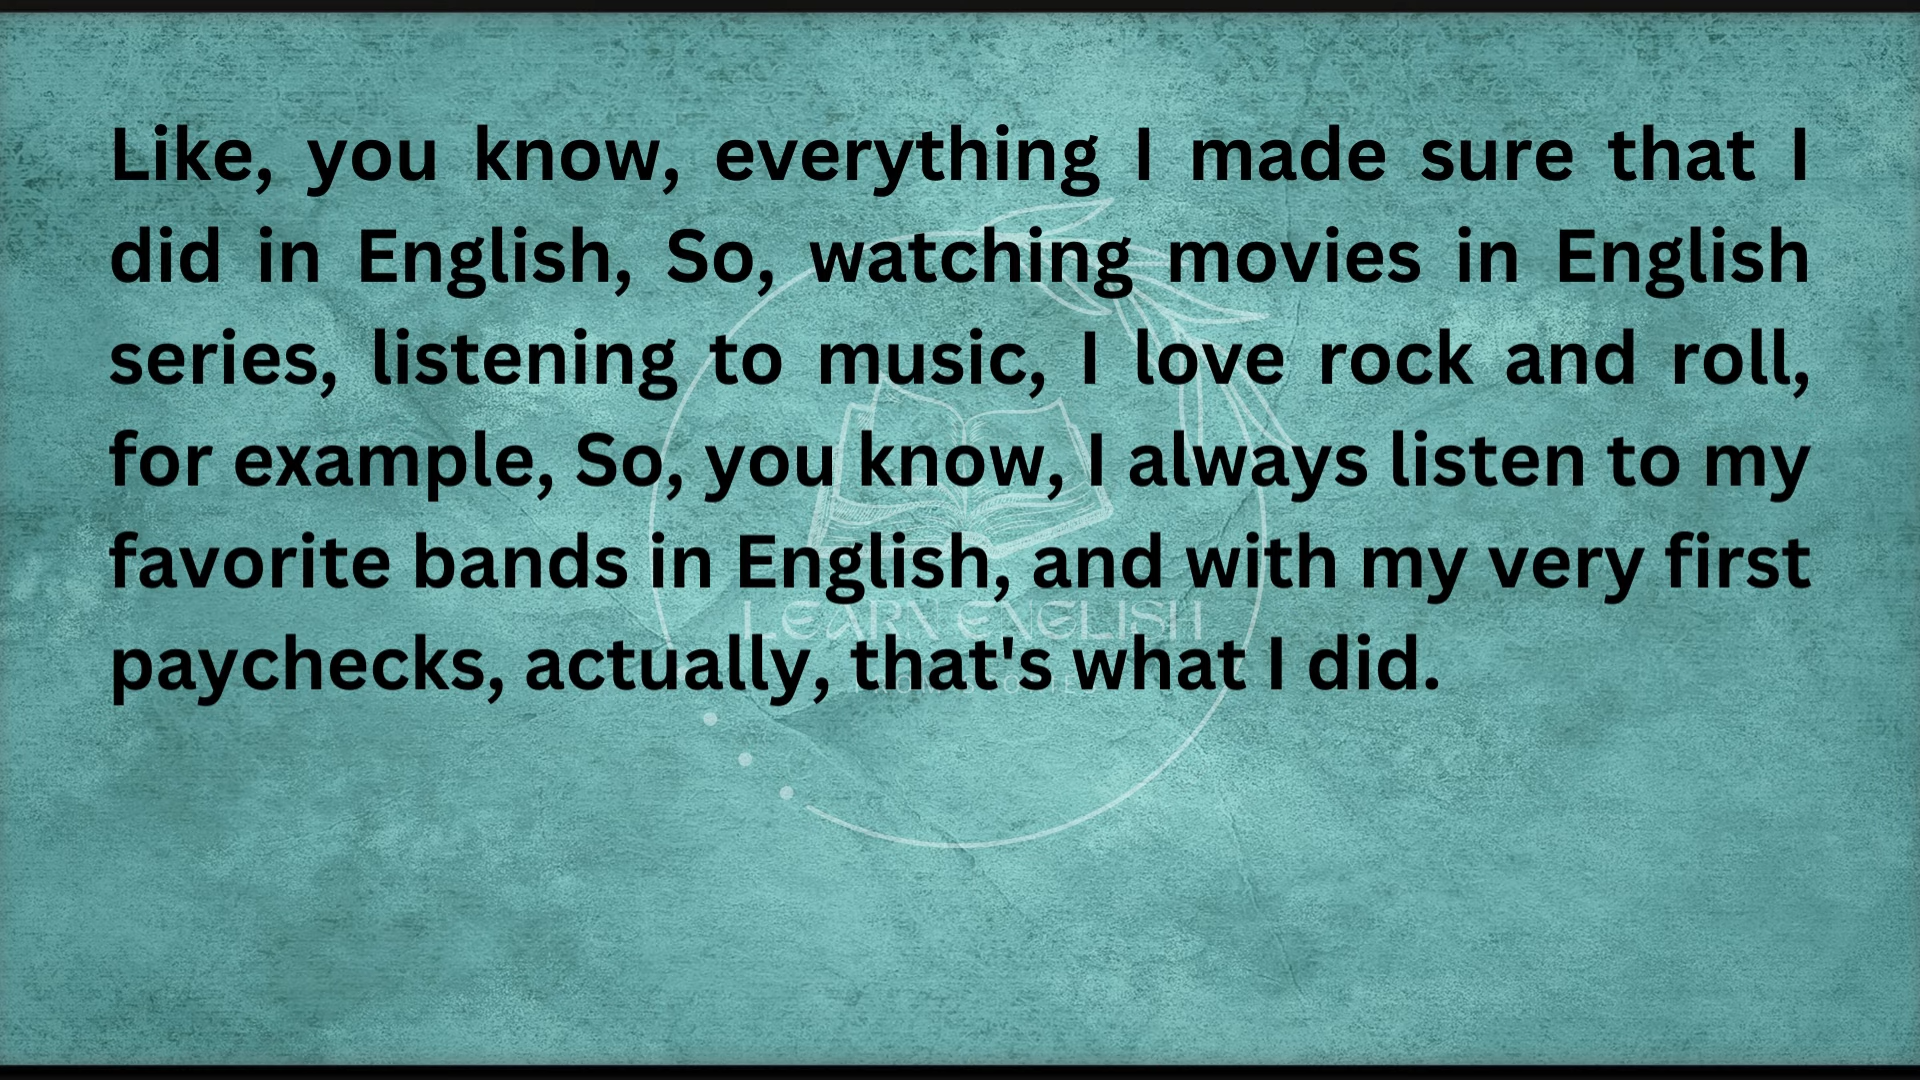 Like, you know, everything I made sure that I
did in English, So, watching movies in English
series, listening to music, I love rock and roll,
for example, So, you know, I always listen to my
favorite bands in English, and with my very first
LEARN ENGLISH
paychecks, actually, that's what I did.